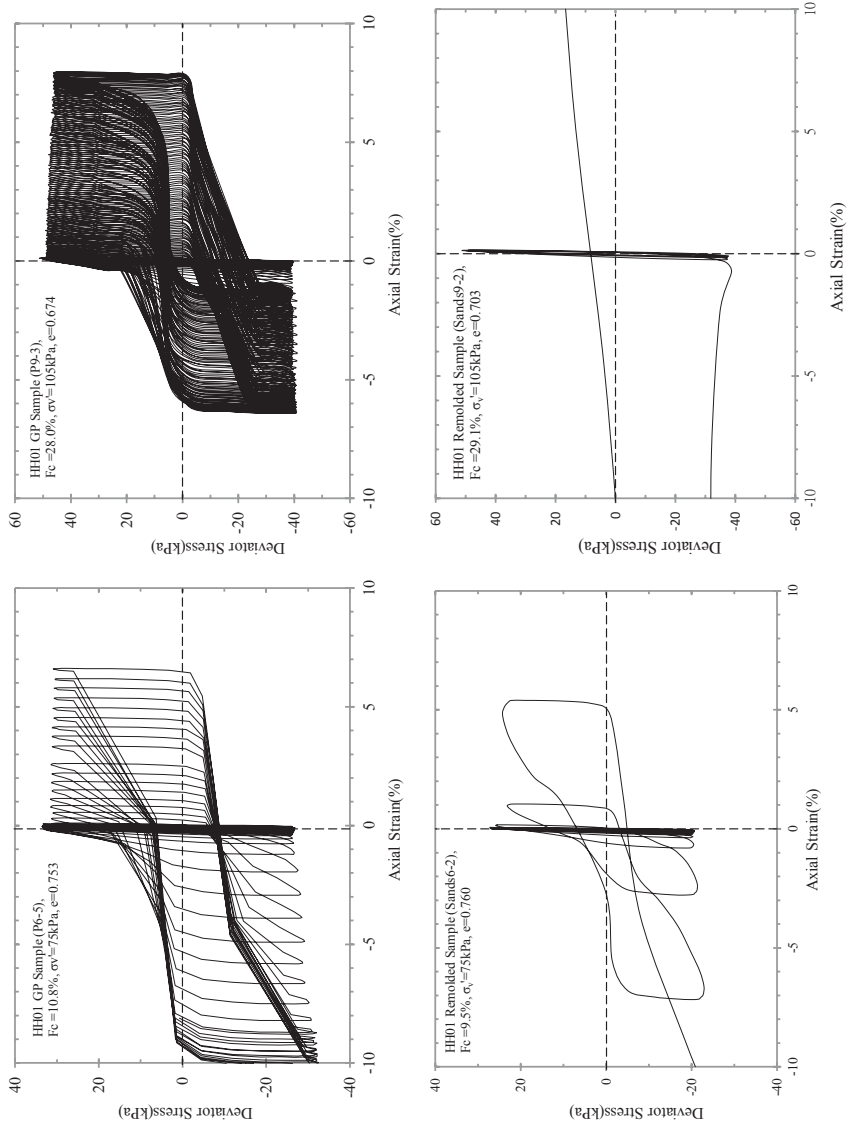 HH01 GP Sample (P6-5),
Fc =10.8%, σv'=75kPa, e=0.753
Deviator Stress(kPa)
40
20
0
-20
-40
-10
-5
0
5
10
Axial Strain(%)
HH01 GP Sample (P9-3),
Fc =28.0%, σv'=105kPa, e=0.674
Deviator Stress(kPa)
60
40
20
0
-20
-40
-60
-10
-5
0
5
10
Axial Strain(%)
HH01 Remolded Sample (Sands6-2),
Fc =9.5%, σv'=75kPa, e=0.760
Deviator Stress(kPa)
40
20
0
-20
-40
-10
-5
0
5
10
Axial Strain(%)
HH01 Remolded Sample (Sands9-2),
Fc =29.1%, σv'=105kPa, e=0.703
Deviator Stress(kPa)
60
40
20
0
-20
-40
-60
-10
-5
0
5
10
Axial Strain(%)